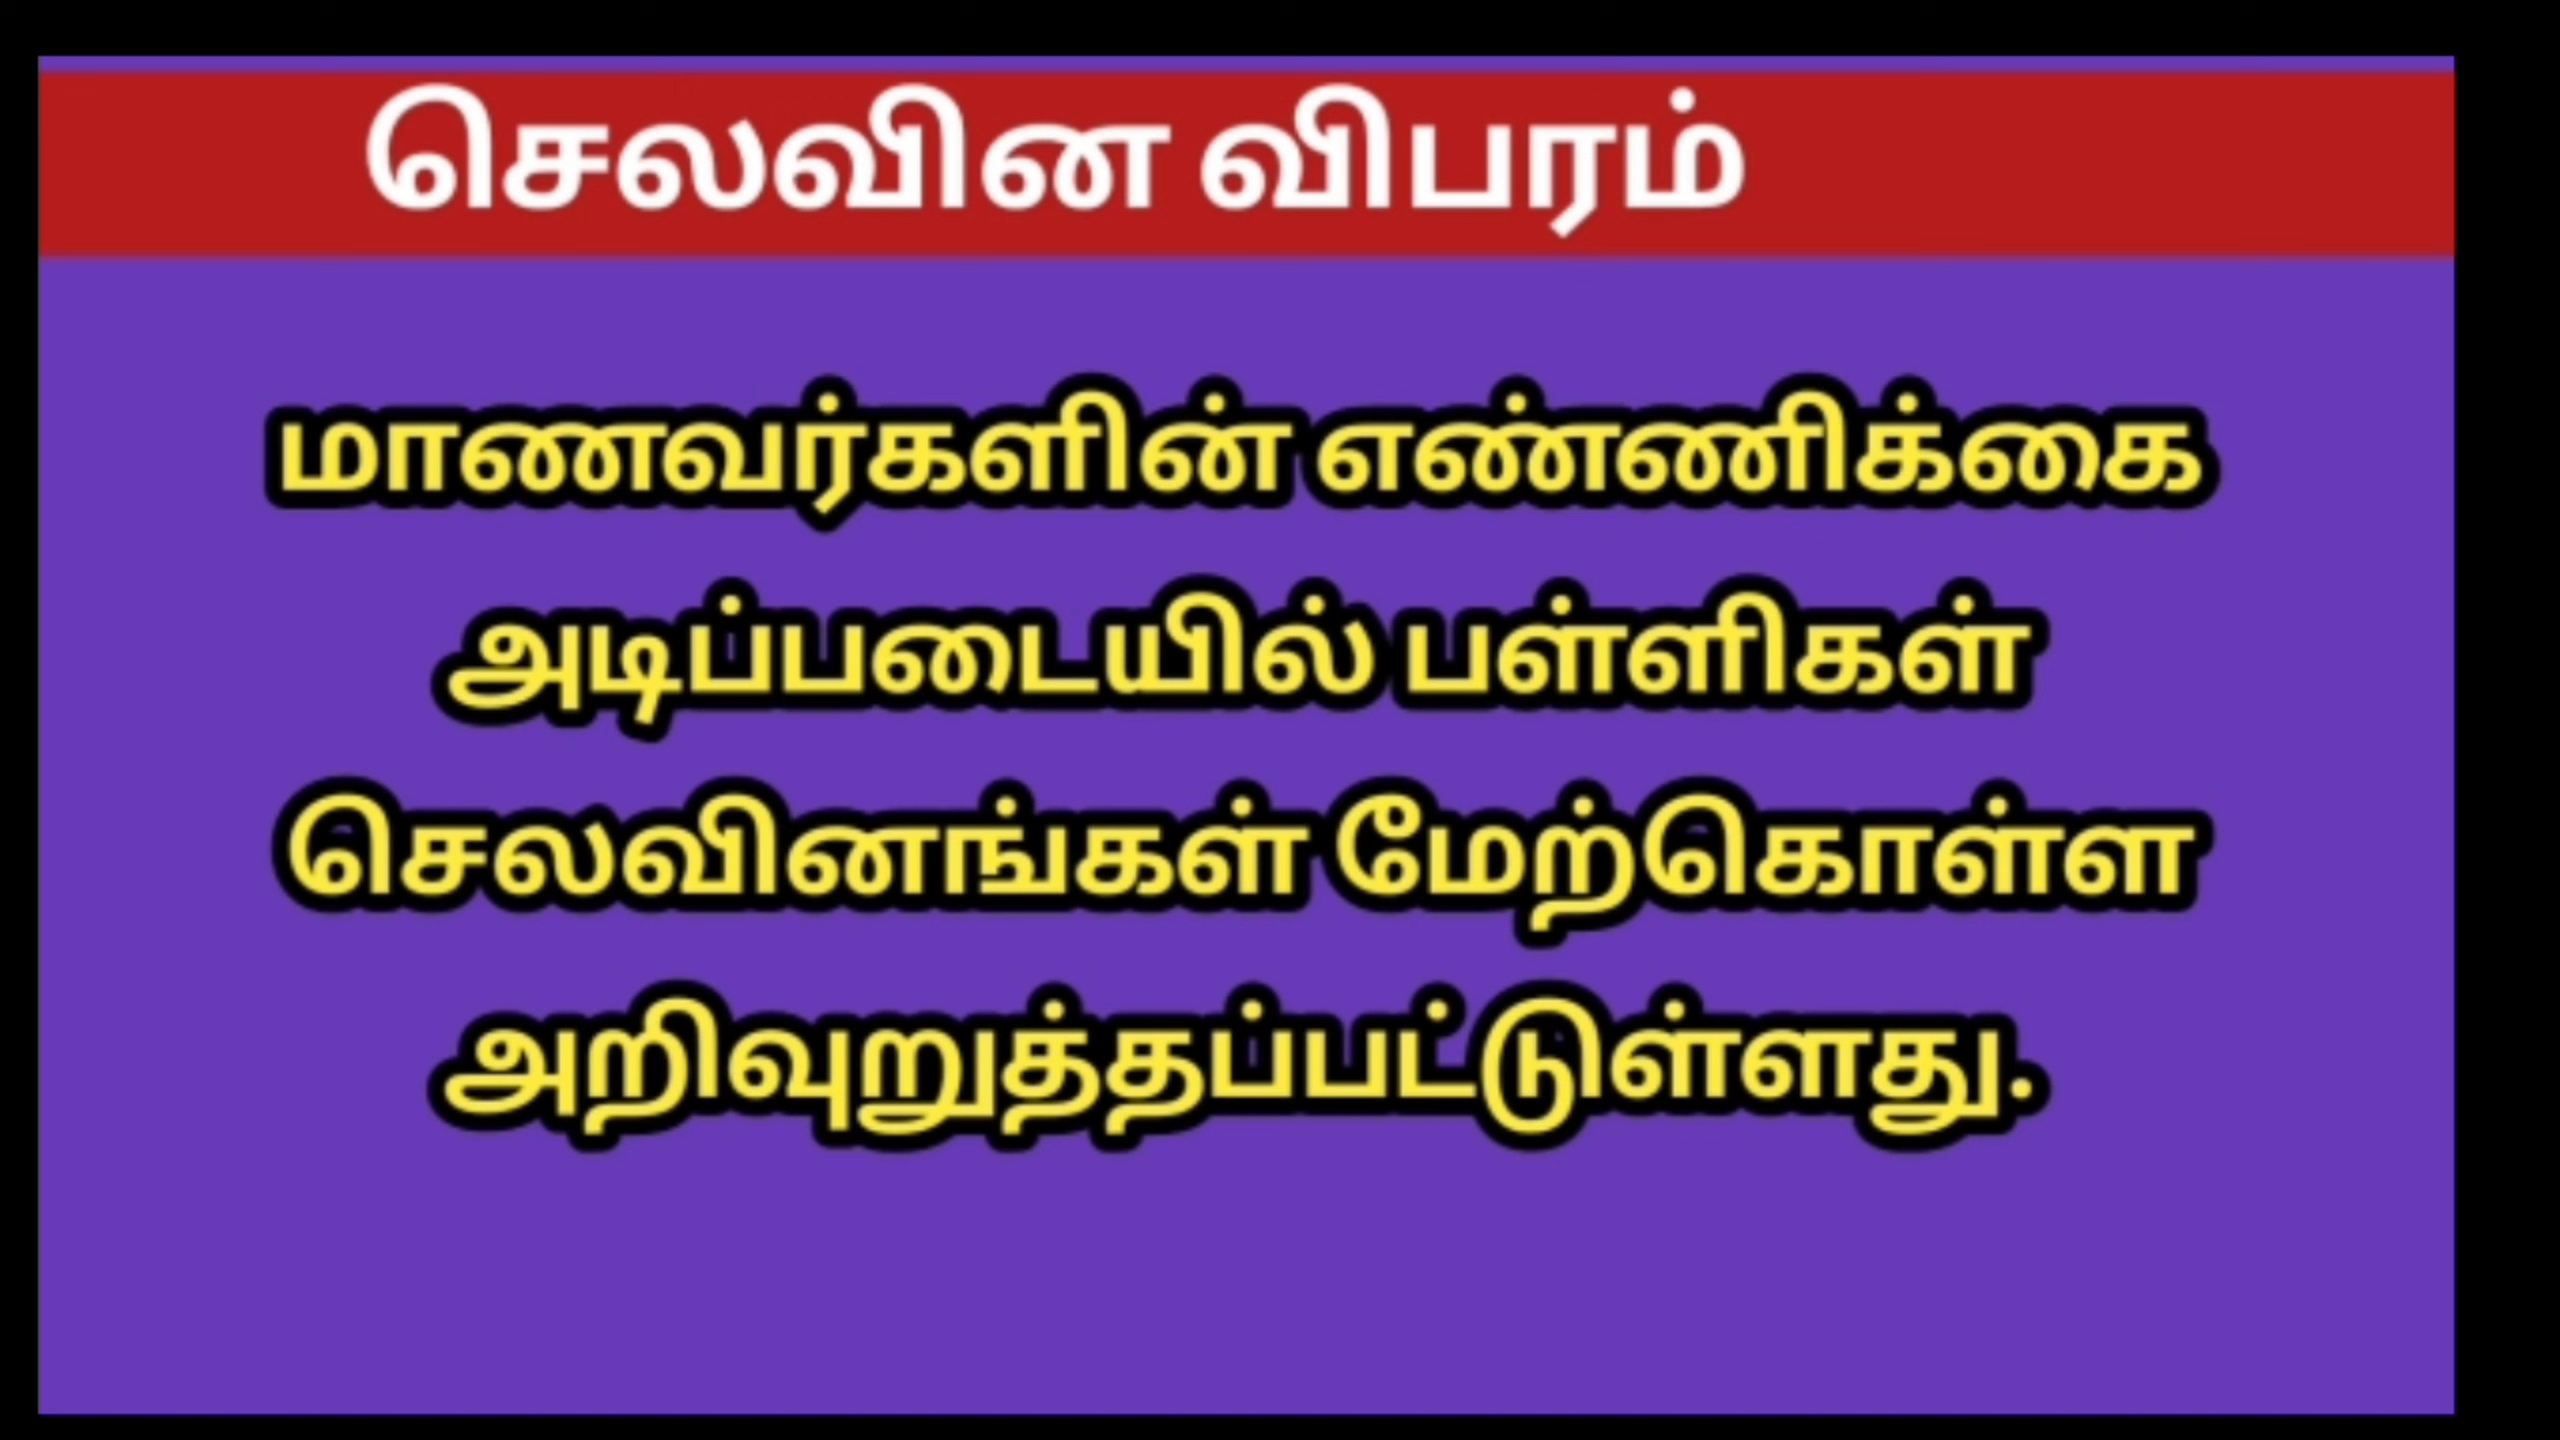 செலவின விபரம்
மாணவர்களின் எண்ணிக்கை
அடிப்படையில் பள்ளிகள்
செலவினங்கள் மேற்கொள்ள
அறிவுறுத்தப்பட்டுள்ளது.